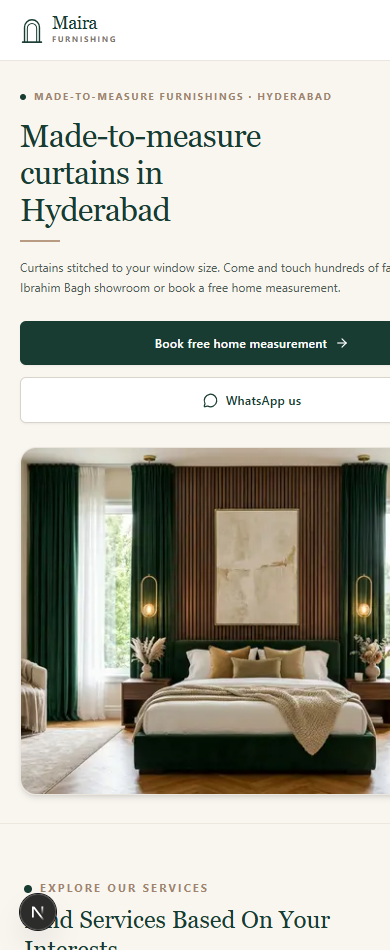 Maira
FURNISHING
MADE-TO-MEASURE FURNISHINGS • HYDERABAD
Made-to-measure
curtains in
Hyderabad
Curtains stitched to your window size. Come and touch hundreds of fa
Ibrahim Bagh showroom or book a free home measurement.
Book free home measurement →
WhatsApp us
EXPLORE OUR SERVICES
N
nd Services Based On Your
Interests